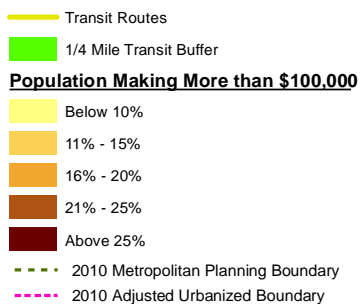 Transit Routes
1/4 Mile Transit Buffer
Population Making More than $100,000
Below 10%
11% - 15%
16% - 20%
21% - 25%
Above 25%
2010 Metropolitan Planning Boundary
2010 Adjusted Urbanized Boundary